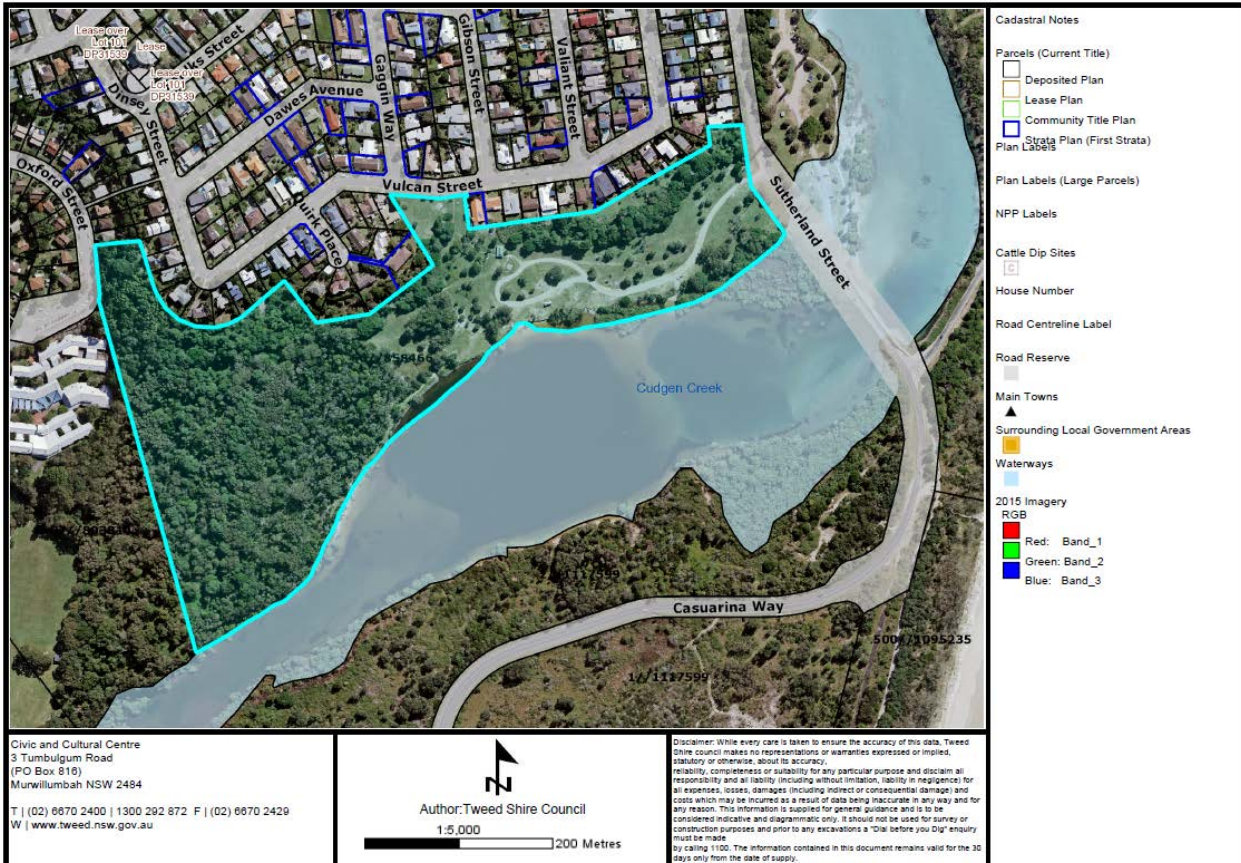 Lease over
Lot 101
DP31539
Lease
Lease over
Lot 101
DP31539
Dinsey Street
Street
Dawes Avenue
Gaggin Way
Gibson Street
Valiant Street
Oxford Street
Vulcan Street
Quirk Place
Sutherland Street
Cudgen Creek
Casuarina Way
500//1095235
1//1117599
Cadastral Notes
Parcels (Current Title)
Deposited Plan
Lease Plan
Community Title Plan
Strata Plan (First Strata)
Plan Labels
Plan Labels (Large Parcels)
NPP Labels
Cattle Dip Sites
C
House Number
Road Centreline Label
Road Reserve
Main Towns
Surrounding Local Government Areas
Waterways
2015 Imagery
RGB
Red: Band_1
Green: Band_2
Blue: Band_3
Civic and Cultural Centre
3 Tumbulgum Road
(PO Box 816)
Murwillumbah NSW 2484
T | (02) 6670 2400 | 1300 292 872 F | (02) 6670 2429
W | www.tweed.nsw.gov.au
N
Author:Tweed Shire Council
1:5,000
200 Metres
Disclaimer: While every care is taken to ensure the accuracy of this data, Tweed
Shire council makes no representations or warranties expressed or implied,
statutory or otherwise, about its accuracy,
reliability, completeness or suitability for any particular purpose and disclaim all
responsibility and all liability (including without limitation, liability in negligence) for
all expenses, losses, damages (including indirect or consequential damage) and
costs which may be incurred as a result of data being inaccurate in any way and for
any reason. This information is supplied for general guidance and is to be
considered indicative and diagrammatic only. It should not be used for survey or
construction purposes and prior to any excavations a "Dial before you Dig" enquiry
must be made
by calling 1100. The information contained in this document remains valid for the 30
days only from the date of supply.